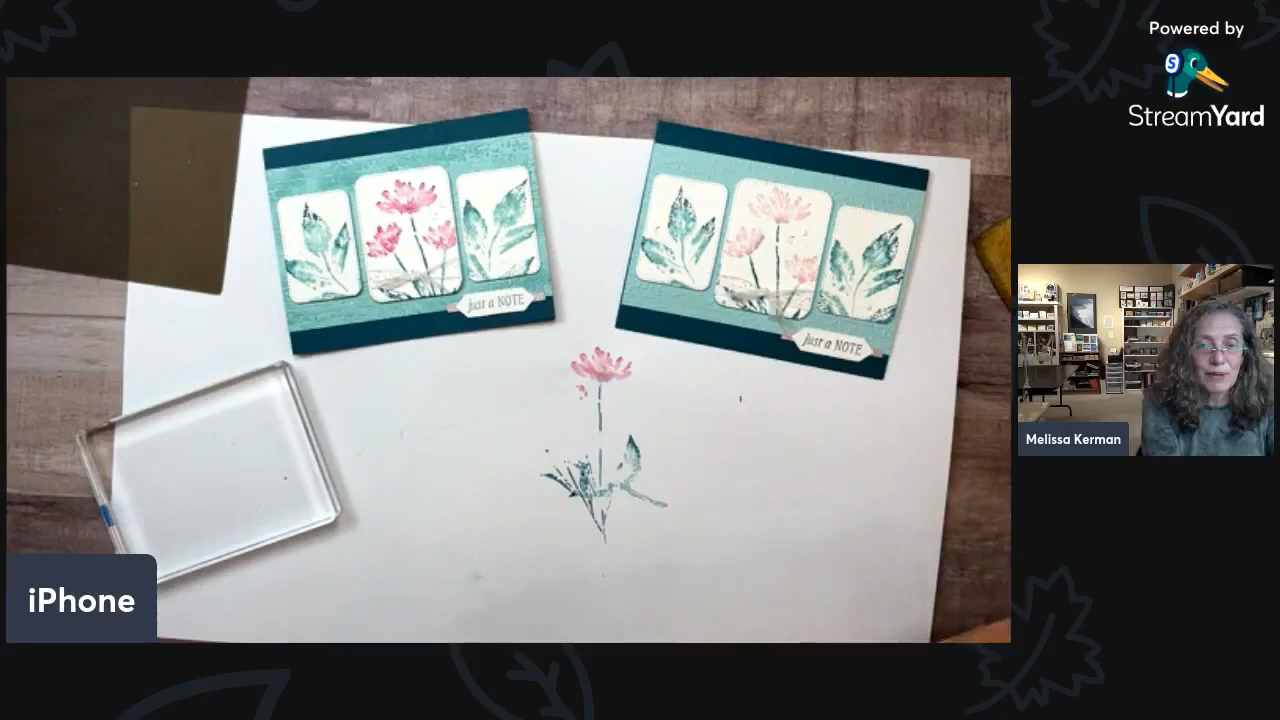 Powered by
S
StreamYard
just a NOTE
just a NOTE
Melissa Kerman
iPhone